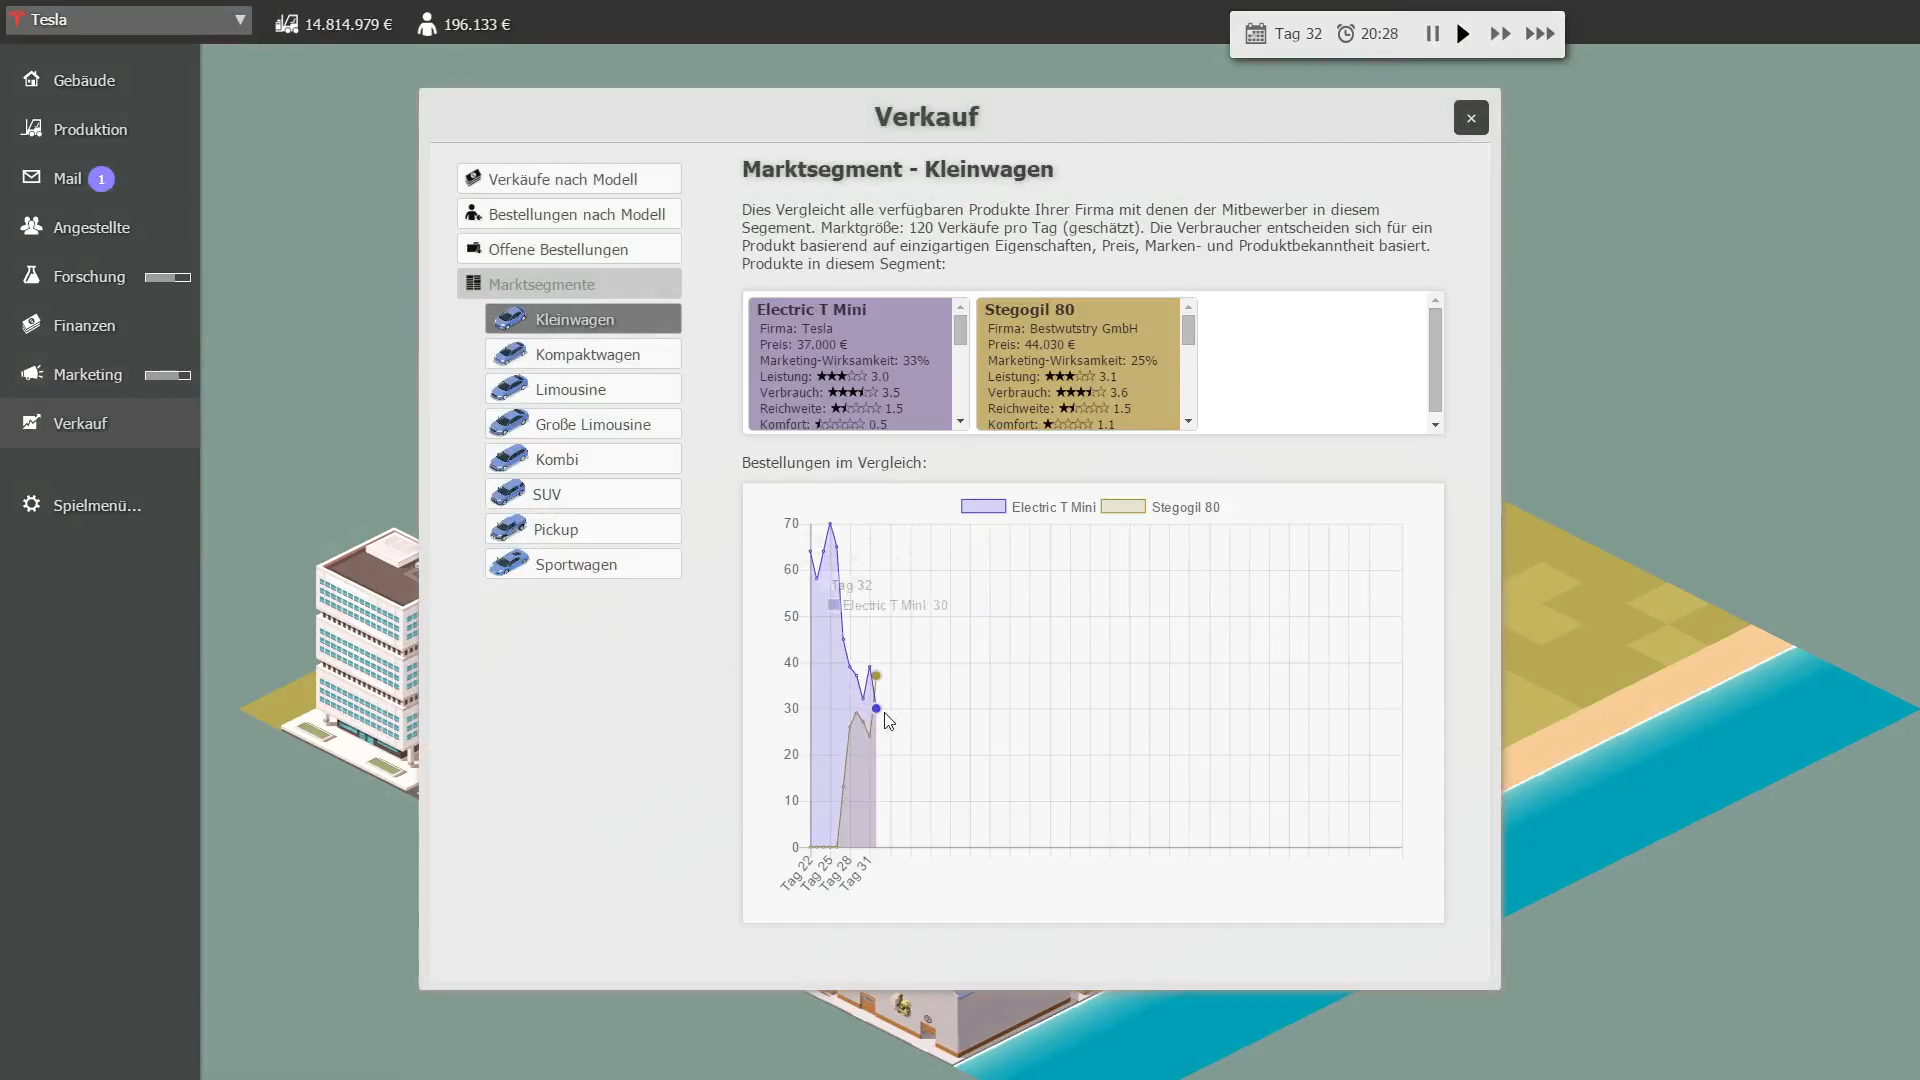 Tesla
14.814.979 €
196.133 €
Tag 32
20:28
Gebäude
Produktion
Mail 1
Angestellte
Forschung
Finanzen
Marketing
Verkauf
Spielmenü...
Verkauf
×
Verkäufe nach Modell
Bestellungen nach Modell
Offene Bestellungen
Marktsegmente
Kleinwagen
Kompaktwagen
Limousine
Große Limousine
Kombi
SUV
Pickup
Sportwagen
Marktsegment - Kleinwagen
Dies Vergleicht alle verfügbaren Produkte Ihrer Firma mit denen der Mitbewerber in diesem
Segement. Marktgröße: 120 Verkäufe pro Tag (geschätzt). Die Verbraucher entscheiden sich für ein
Produkt basierend auf einzigartigen Eigenschaften, Preis, Marken- und Produktbekanntheit basiert.
Produkte in diesem Segment:
Electric T Mini
Firma: Tesla
Preis: 37.000 €
Marketing-Wirksamkeit: 33%
Leistung: 3.0
Verbrauch: 3.5
Reichweite: 1.5
Komfort: 0.5
Stegogil 80
Firma: Bestwutstry GmbH
Preis: 44.030 €
Marketing-Wirksamkeit: 25%
Leistung: 3.1
Verbrauch: 3.6
Reichweite: 1.5
Komfort: 1.1
Bestellungen im Vergleich:
Electric T Mini
Stegogil 80
70
60
50
40
30
20
10
0
Tag 32
Electric T Mini 30
Tag 22
Tag 25
Tag 28
Tag 31